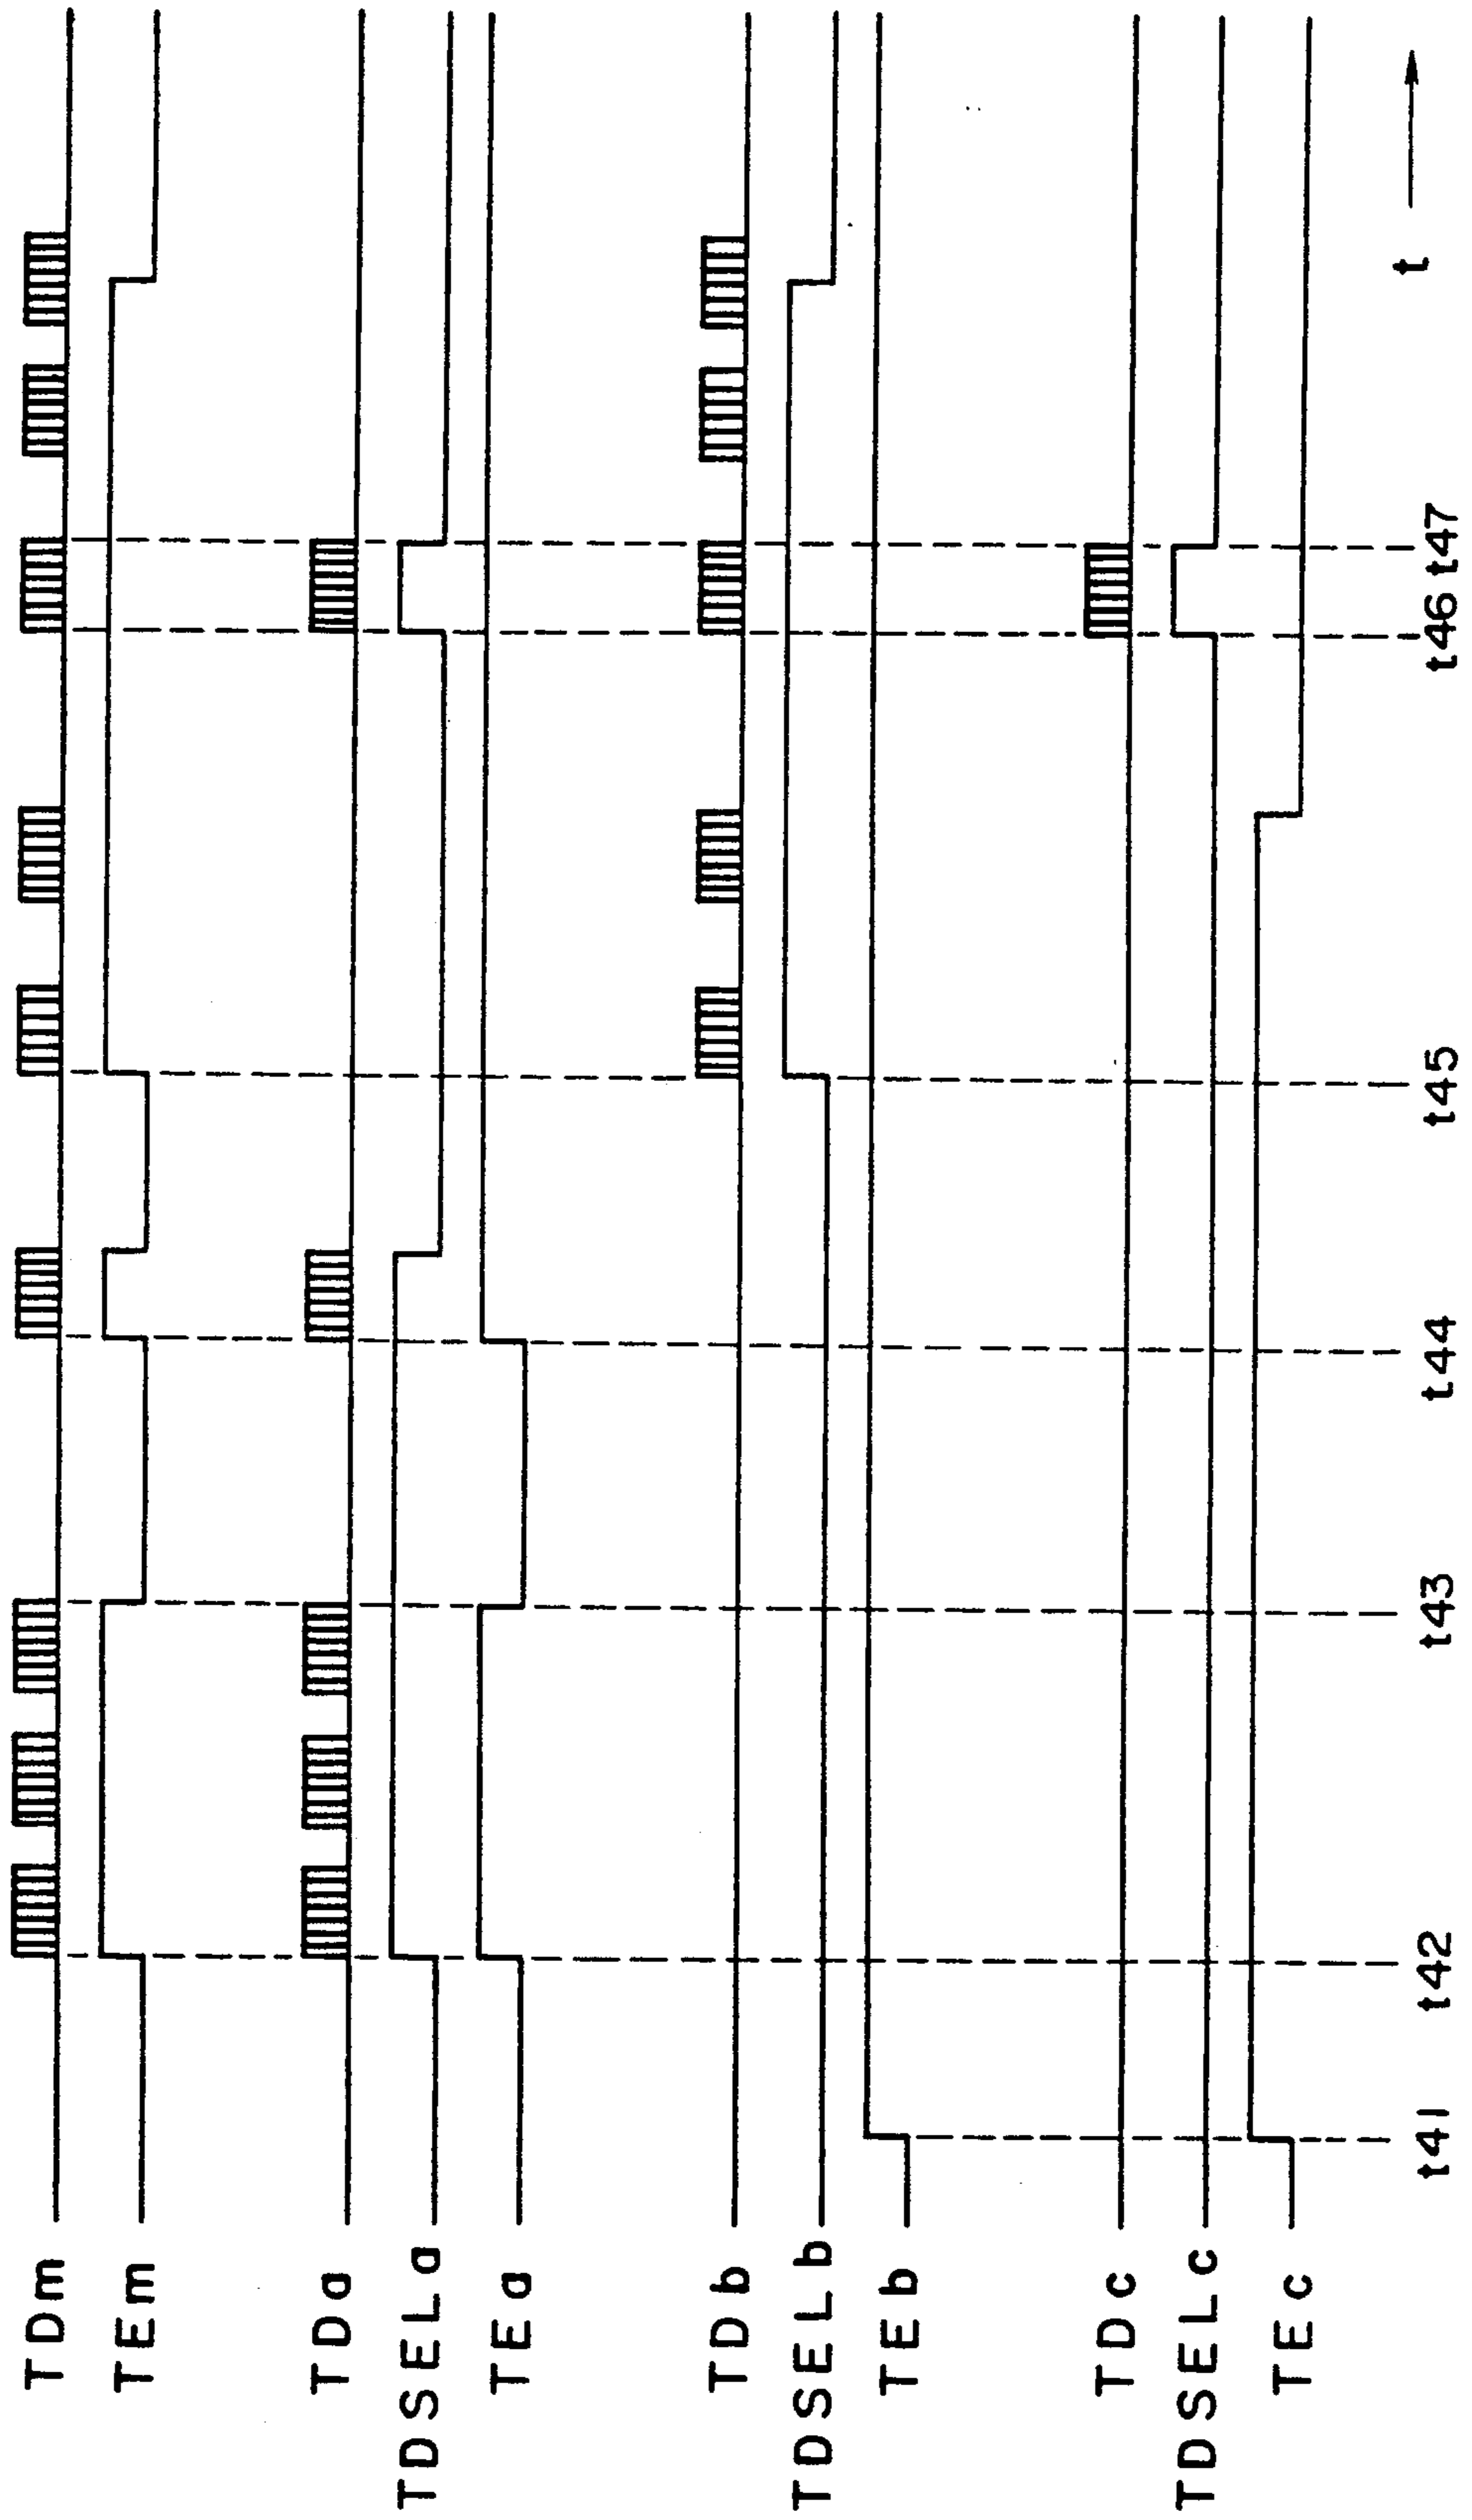 TDm
TEm
TDa
TDSELa
TEa
TDb
TDSELb
TEb
TDc
TDSELc
TEc
t41 t42 t43 t44 t45 t46 t47
t